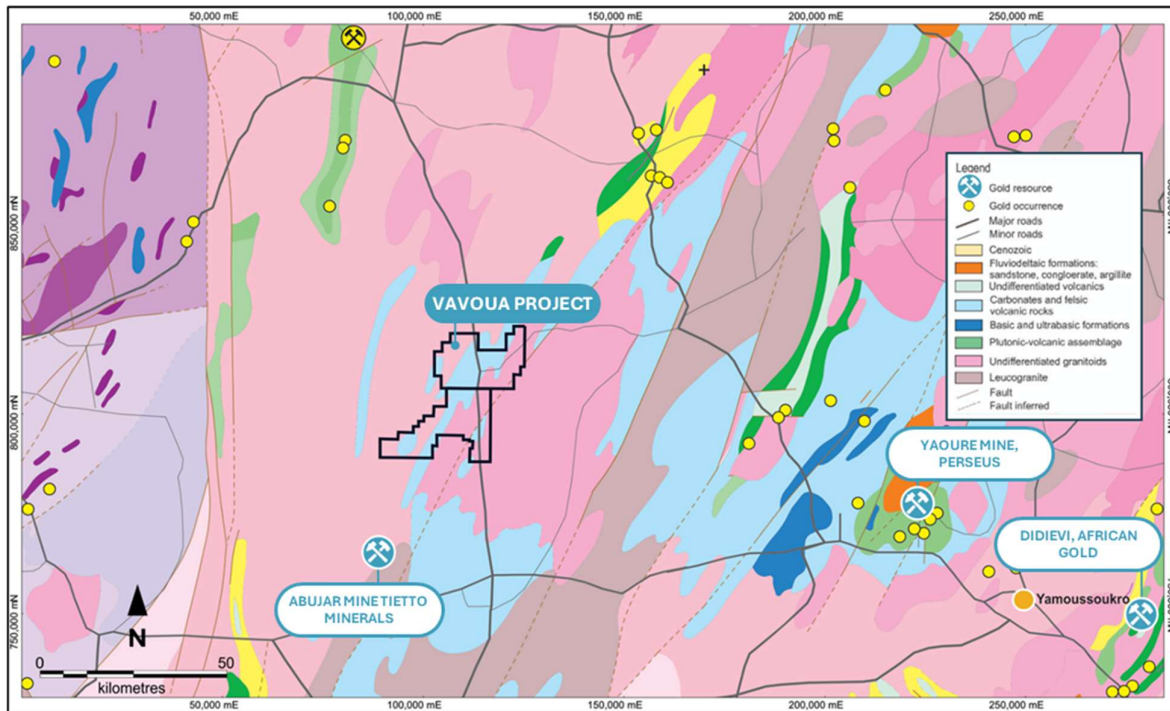 50,000 mE
100,000 mE
150,000 mE
200,000 mE
250,000 mE
850,000 mN
800,000 mN
750,000 mN
Legend
Gold resource
Gold occurrence
Major roads
Minor roads
Cenozoic
Fluviodeltaic formations:
sandstone, congloerate, argillite
Undifferentiated volcanics
Carbonates and felsic
volcanic rocks
Basic and ultrabasic formations
Plutonic-volcanic assemblage
Undifferentiated granitoids
Leucogranite
Fault
Fault inferred
VAVOUA PROJECT
YAOURE MINE,
PERSEUS
DIDIEVI, AFRICAN
GOLD
ABUJAR MINE TIETTO
MINERALS
Yamoussoukro
N
0
50
kilometres
50,000 mE
100,000 mE
150,000 mE
200,000 mE
250,000 mE